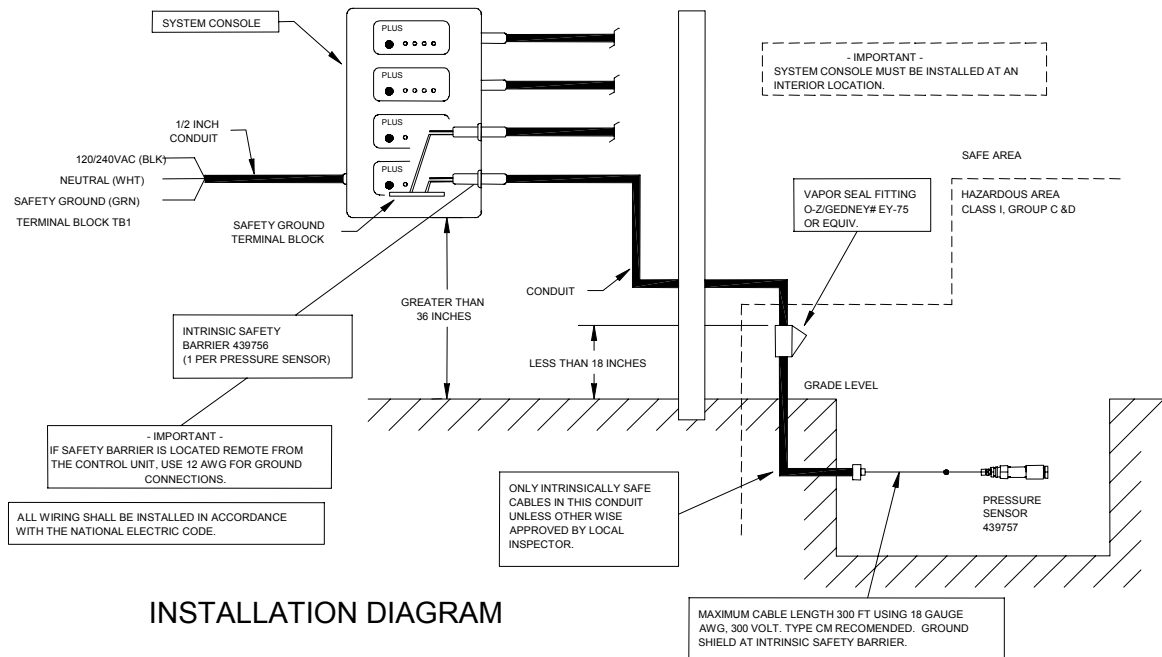 SYSTEM CONSOLE
PLUS
PLUS
PLUS
PLUS
- IMPORTANT -
SYSTEM CONSOLE MUST BE INSTALLED AT AN
INTERIOR LOCATION.
1/2 INCH
CONDUIT
120/240VAC (BLK)
NEUTRAL (WHT)
SAFETY GROUND (GRN)
TERMINAL BLOCK TB1
SAFETY GROUND
TERMINAL BLOCK
SAFE AREA
HAZARDOUS AREA
CLASS I, GROUP C &D
VAPOR SEAL FITTING
O-Z/GEDNEY# EY-75
OR EQUIV.
CONDUIT
GREATER THAN
36 INCHES
INTRINSIC SAFETY
BARRIER 439756
(1 PER PRESSURE SENSOR)
LESS THAN 18 INCHES
GRADE LEVEL
- IMPORTANT -
IF SAFETY BARRIER IS LOCATED REMOTE FROM
THE CONTROL UNIT, USE 12 AWG FOR GROUND
CONNECTIONS.
ALL WIRING SHALL BE INSTALLED IN ACCORDANCE
WITH THE NATIONAL ELECTRIC CODE.
ONLY INTRINSICALLY SAFE
CABLES IN THIS CONDUIT
UNLESS OTHER WISE
APPROVED BY LOCAL
INSPECTOR.
PRESSURE
SENSOR
439757
INSTALLATION DIAGRAM
MAXIMUM CABLE LENGTH 300 FT USING 18 GAUGE
AWG, 300 VOLT. TYPE CM RECOMENDED. GROUND
SHIELD AT INTRINSIC SAFETY BARRIER.